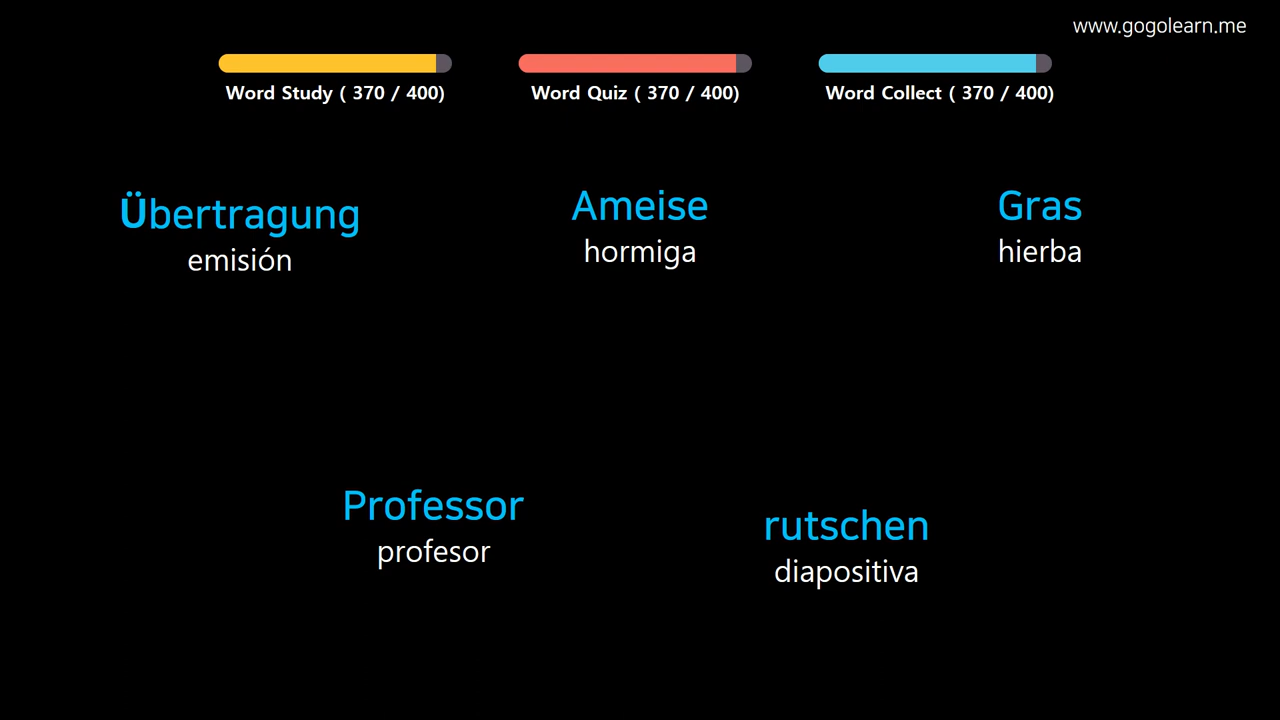 www.gogolearn.me
Word Study ( 370 / 400)
Word Quiz ( 370 / 400)
Word Collect ( 370 / 400)
Übertragung
emisión
Ameise
hormiga
Gras
hierba
Professor
profesor
rutschen
diapositiva